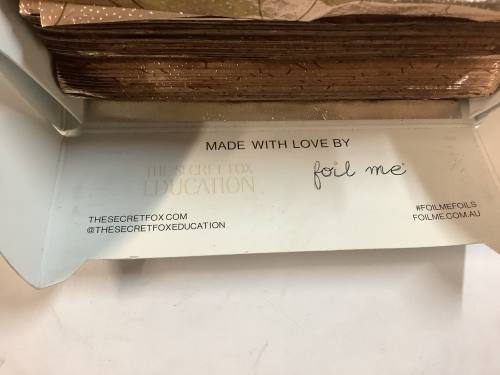 MADE WITH LOVE BY
THE SECRET FOX
EDUCATION
foil me
THESECRETFOX.COM
@THESECRETFOXEDUCATION
#FOILMEFOILS
FOILME.COM.AU